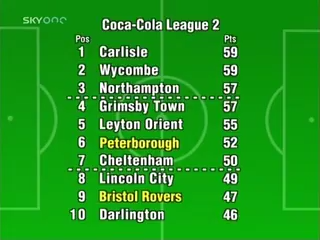 SKY one
Coca-Cola League 2
Pos Pts
1 Carlisle 59
2 Wycombe 59
3 Northampton 57
4 Grimsby Town 57
5 Leyton Orient 55
6 Peterborough 52
7 Cheltenham 50
8 Lincoln City 49
9 Bristol Rovers 47
10 Darlington 46